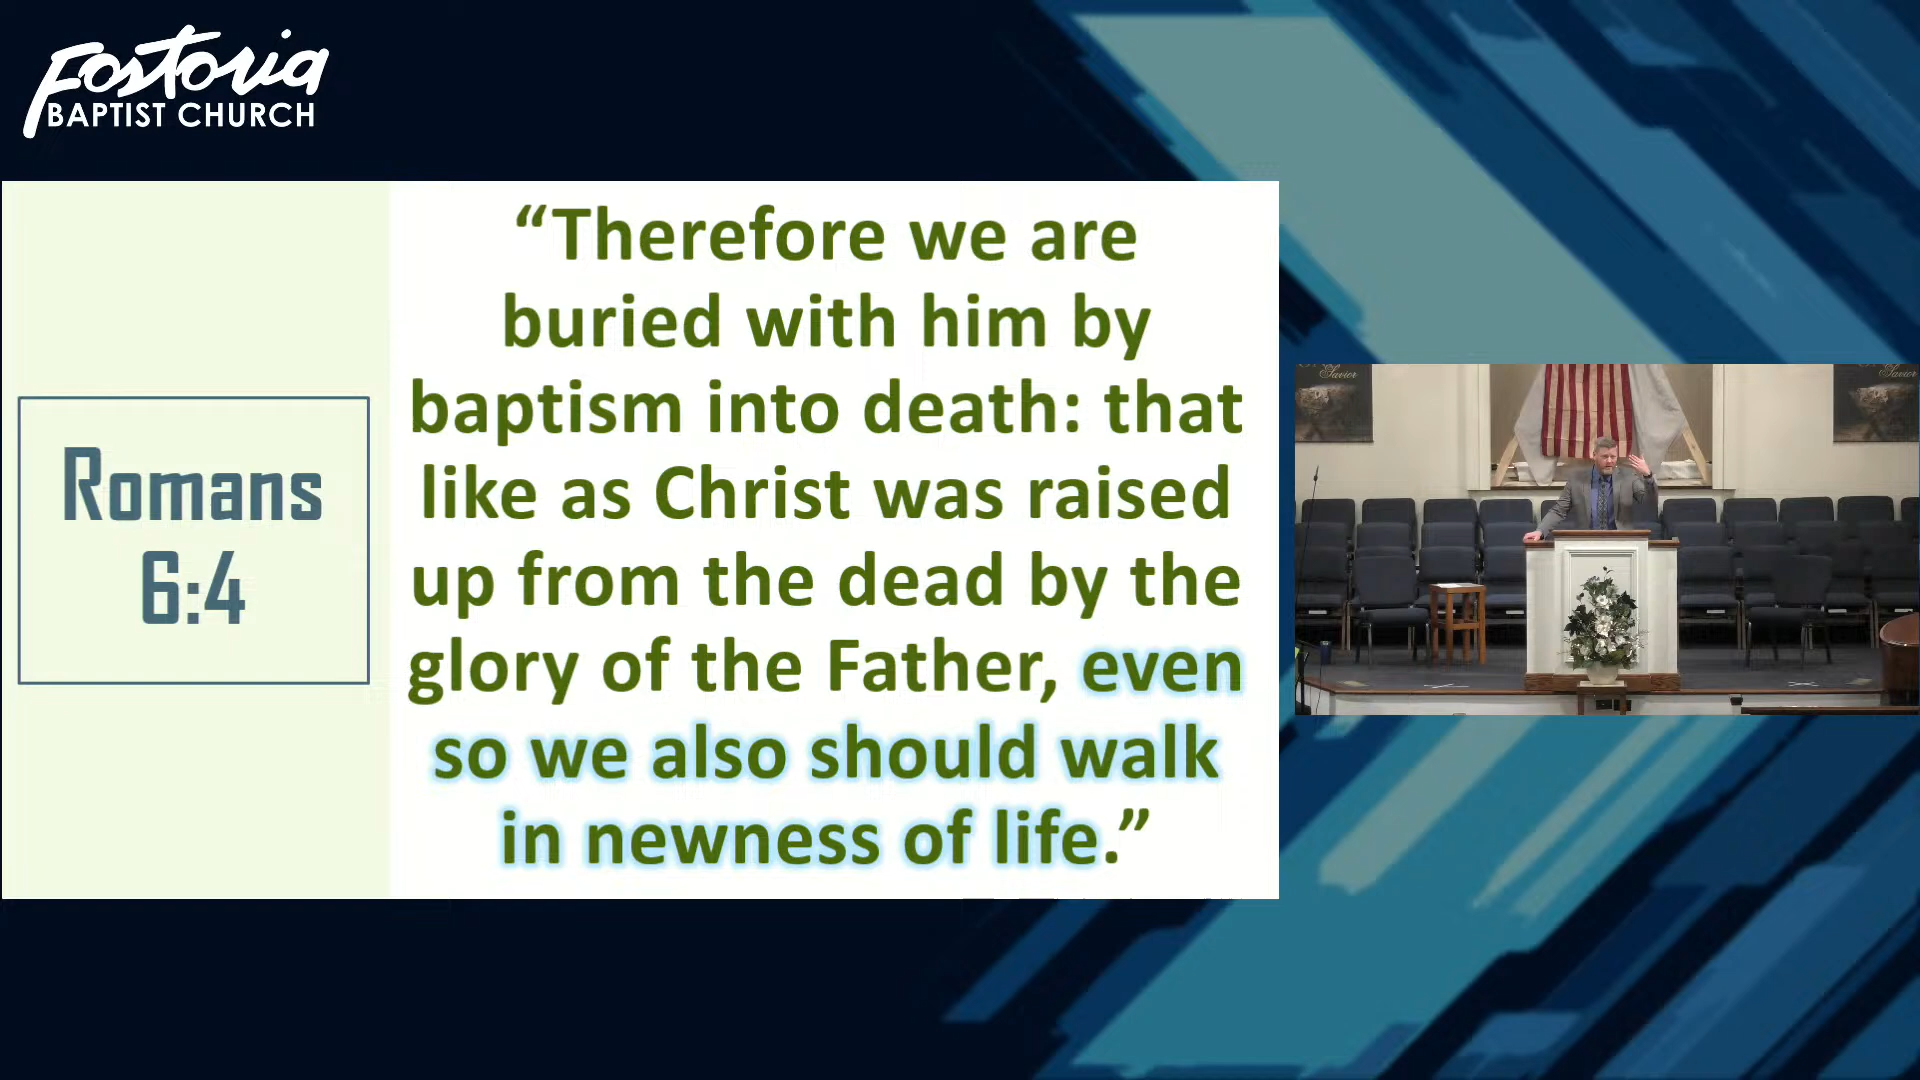 Fostoria
BAPTIST CHURCH
Romans
6:4
“Therefore we are
buried with him by
baptism into death: that
like as Christ was raised
up from the dead by the
glory of the Father, even
so we also should walk
in newness of life.”
Savior
Savior